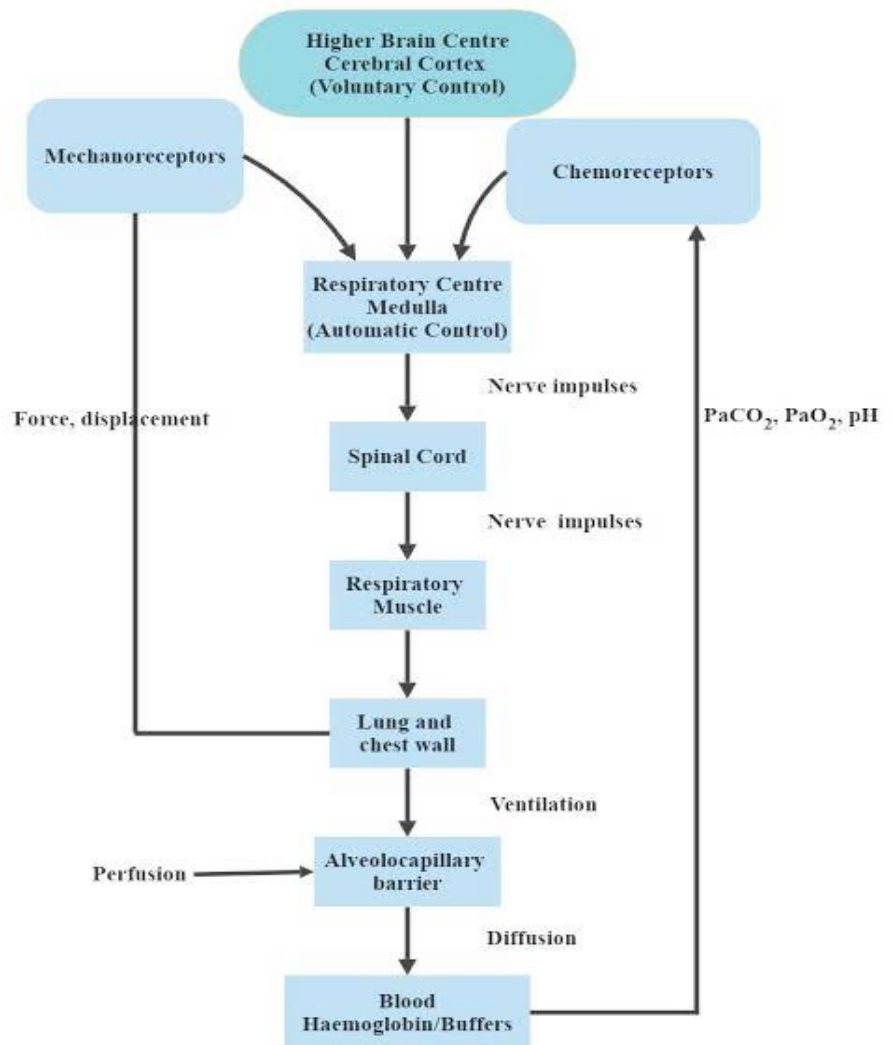 Higher Brain Centre
Cerebral Cortex
(Voluntary Control)
Mechanoreceptors
Chemoreceptors
Respiratory Centre
Medulla
(Automatic Control)
Nerve impulses
Force, displacement
PaCO₂, PaO₂, pH
Spinal Cord
Nerve impulses
Respiratory
Muscle
Lung and
chest wall
Ventilation
Perfusion
Alveolocapillary
barrier
Diffusion
Blood
Haemoglobin/Buffers